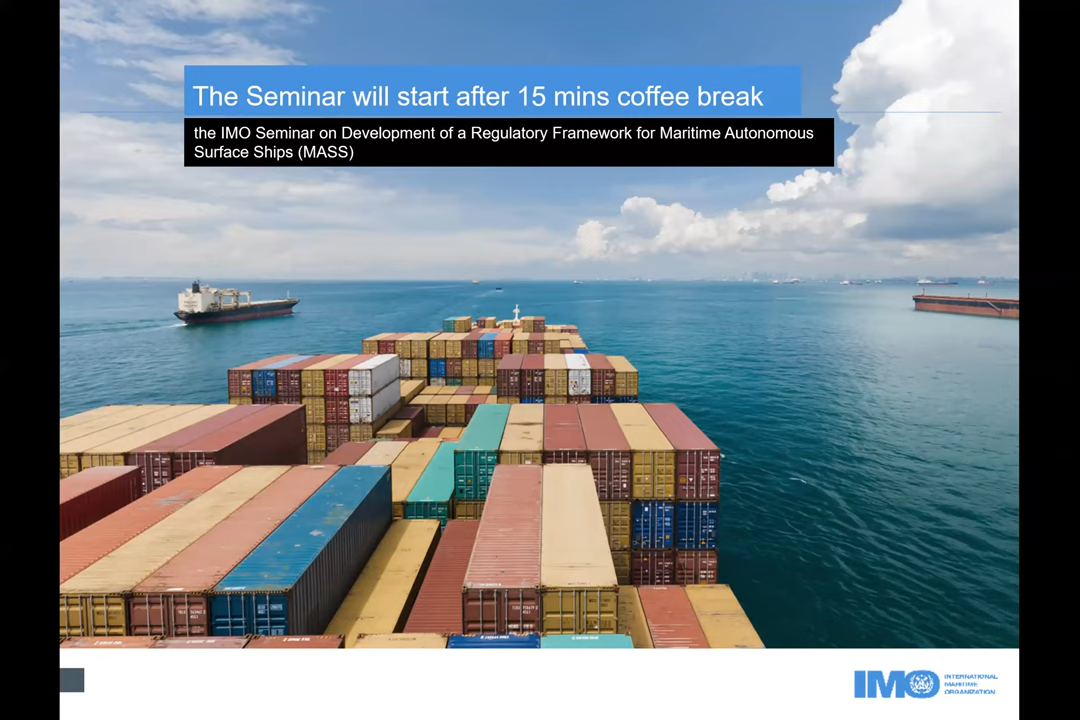 The Seminar will start after 15 mins coffee break
the IMO Seminar on Development of a Regulatory Framework for Maritime Autonomous
Surface Ships (MASS)
IMO
INTERNATIONAL
MARITIME
ORGANIZATION